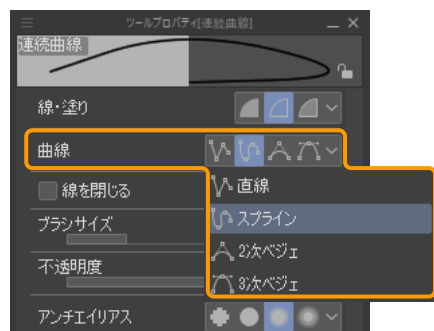 ツールプロパティ[連続曲線]
連続曲線
線・塗り
曲線
線を閉じる
直線
ブラシサイズ
スプライン
2次ベジェ
不透明度
3次ベジェ
アンチエイリアス